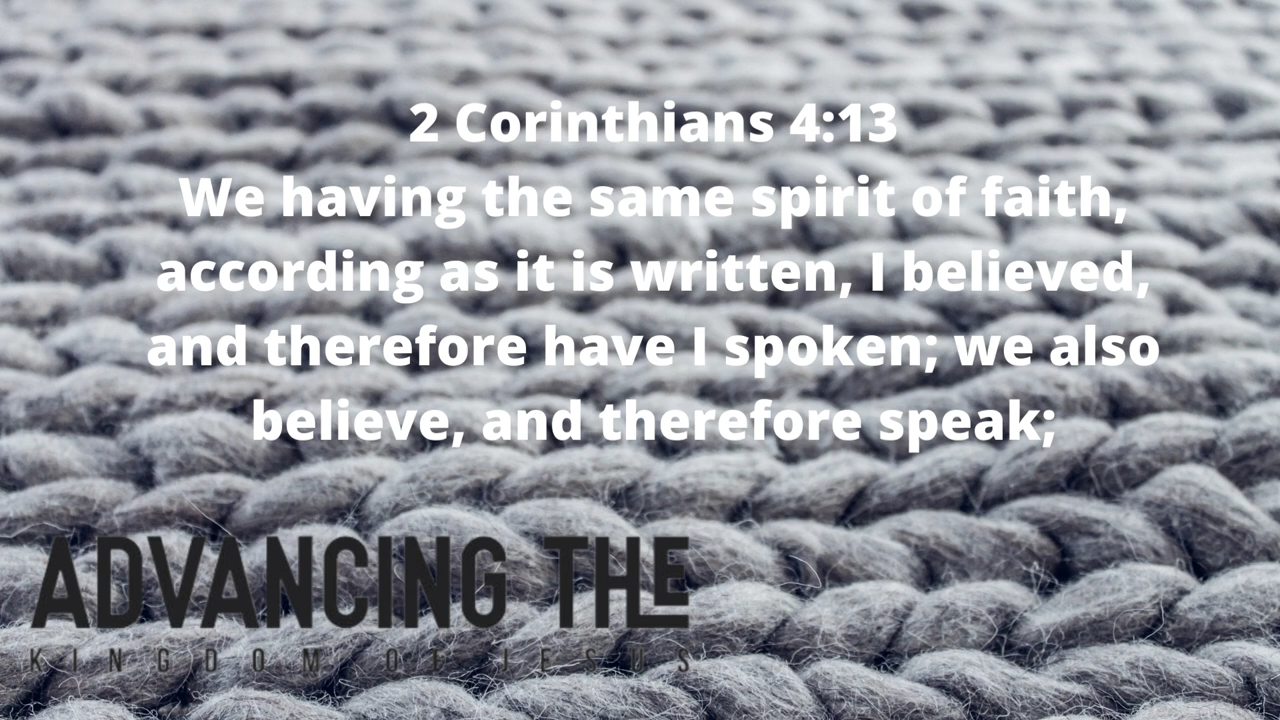 2 Corinthians 4:13
We having the same spirit of faith,
according as it is written, I believed,
and therefore have I spoken; we also
believe, and therefore speak;
ADVANCING THE
KINGDOM OF JESUS